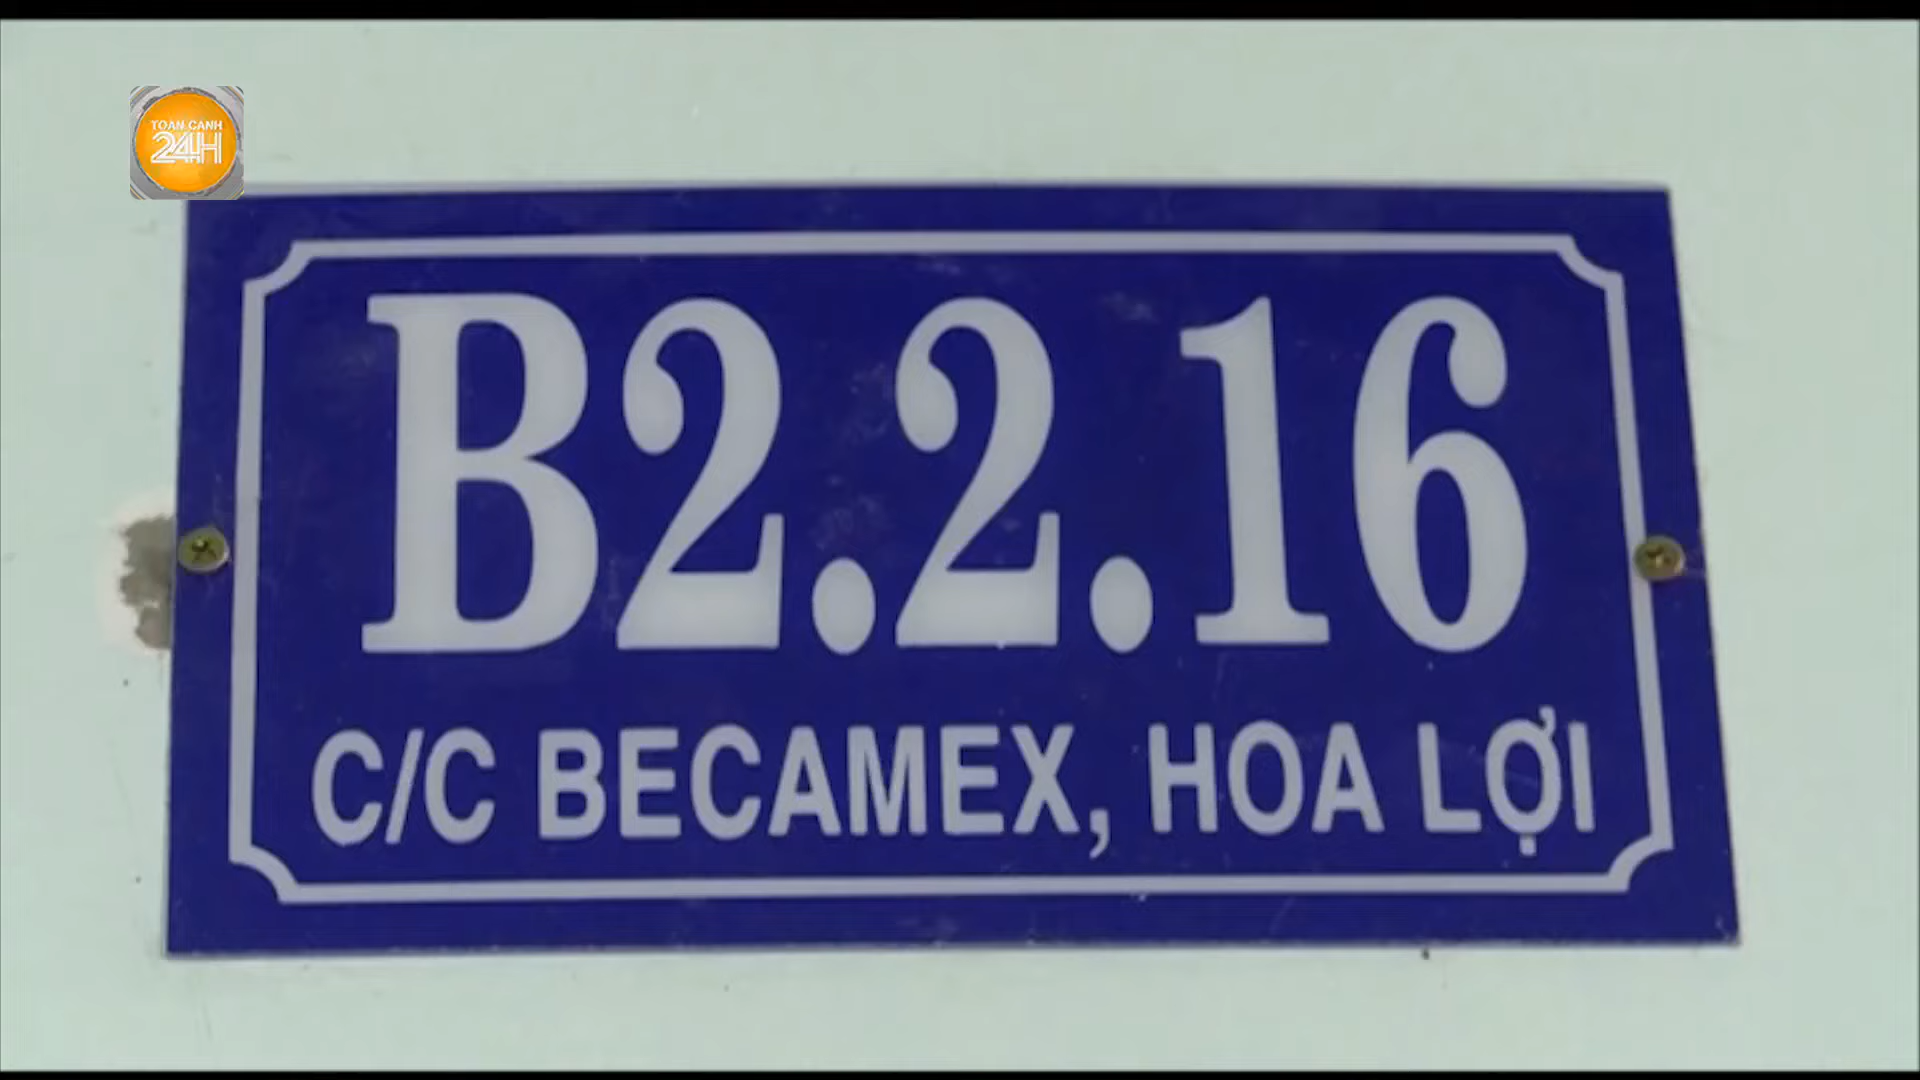 TOAN CANH
24H
B2.2.16
C/C BECAMEX, HOA LỢI